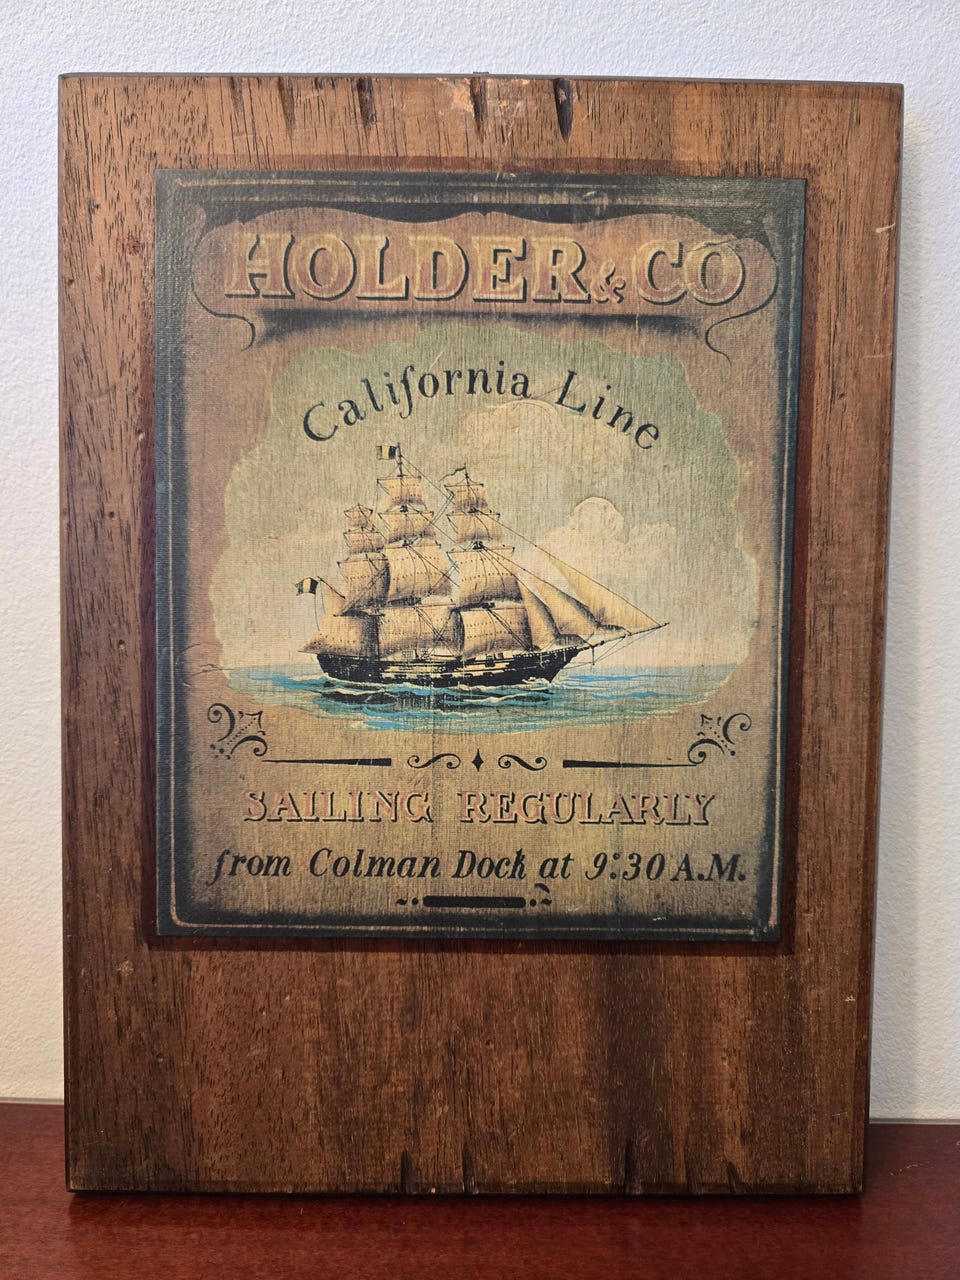 HOLDER & CO
California Line
SAILING REGULARLY
from Colman Dock at 9:30 A.M.